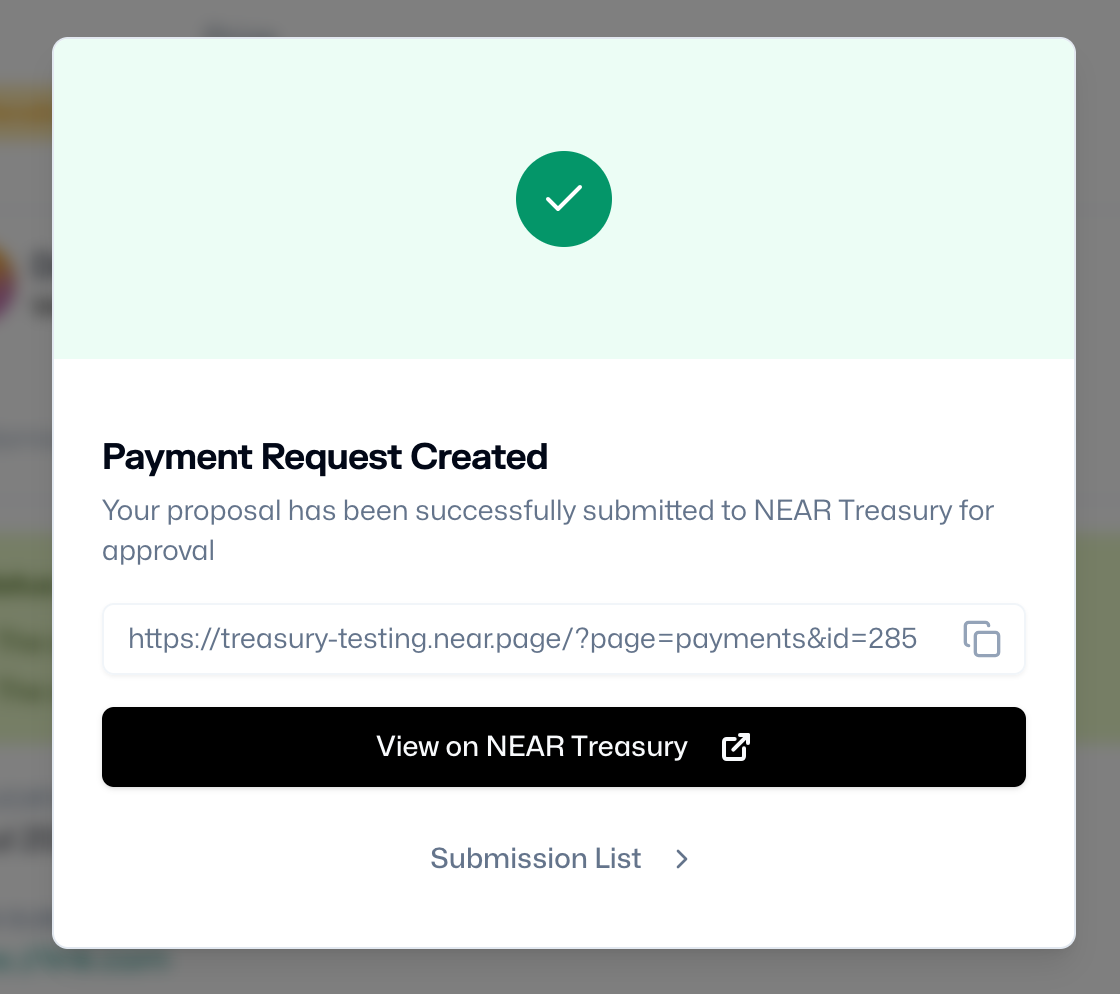 Payment Request Created
Your proposal has been successfully submitted to NEAR Treasury for
approval
https://treasury-testing.near.page/?page=payments&id=285
View on NEAR Treasury
Submission List